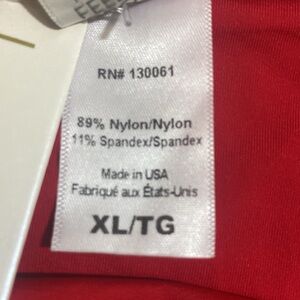 RN# 130061
89% Nylon/Nylon
11% Spandex/Spandex
Made in USA
Fabriqué aux États-Unis
XL/TG